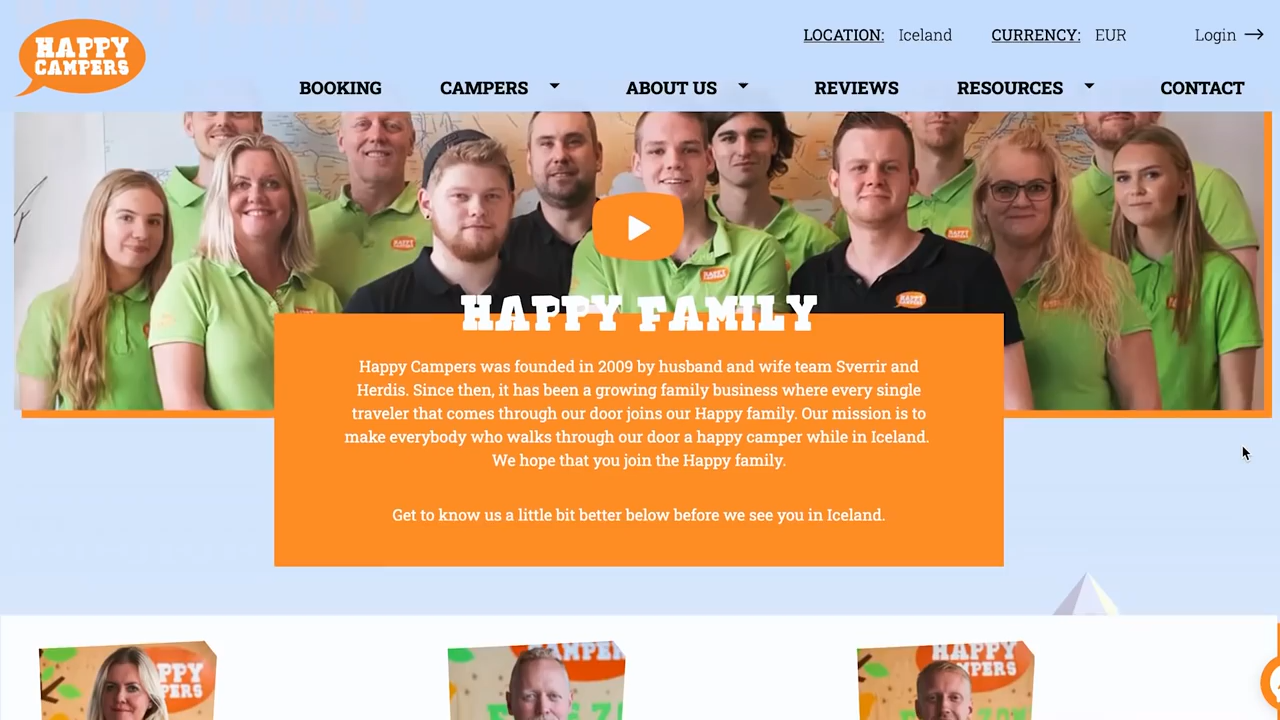 HAPPY
CAMPERS
LOCATION: Iceland CURRENCY: EUR Login
BOOKING CAMPERS ABOUT US REVIEWS RESOURCES CONTACT
HAPPY FAMILY
Happy Campers was founded in 2009 by husband and wife team Sverrir and
Herdis. Since then, it has been a growing family business where every single
traveler that comes through our door joins our Happy family. Our mission is to
make everybody who walks through our door a happy camper while in Iceland.
We hope that you join the Happy family.
Get to know us a little bit better below before we see you in Iceland.
HAPPY